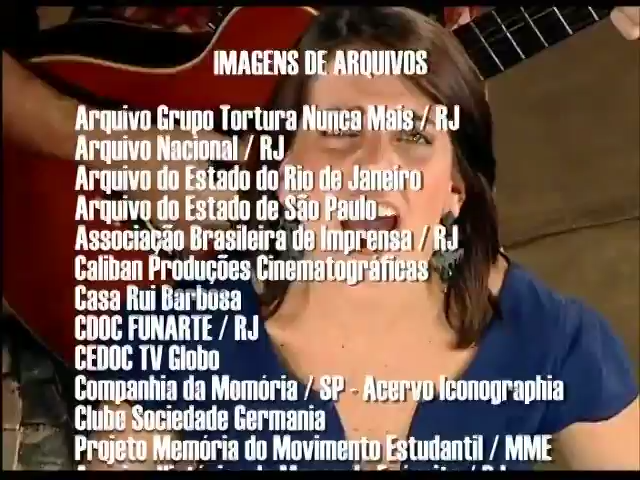 IMAGENS DE ARQUIVOS
Arquivo Grupo Tortura Nunca Mais / RJ
Arquivo Nacional / RJ
Arquivo do Estado do Rio de Janeiro
Arquivo do Estado de São Paulo
Associação Brasileira de Imprensa / RJ
Caliban Produções Cinematográficas
Casa Rui Barbosa
CDOC FUNARTE / RJ
CEDOC TV Globo
Companhia da Momória / SP - Acervo Iconographia
Clube Sociedade Germania
Projeto Memória do Movimento Estudantil / MME